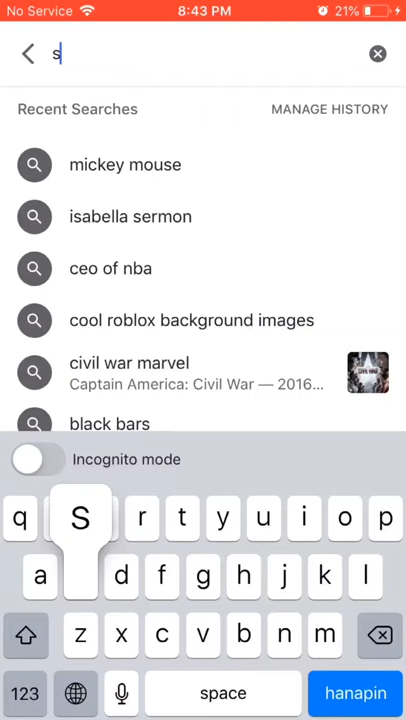 No Service 8:43 PM 21%
s
Recent Searches MANAGE HISTORY
mickey mouse
isabella sermon
ceo of nba
cool roblox background images
civil war marvel
Captain America: Civil War — 2016...
black bars
Incognito mode
q S r t y u i o p
a d f g h j k l
z x c v b n m
123 space hanapin